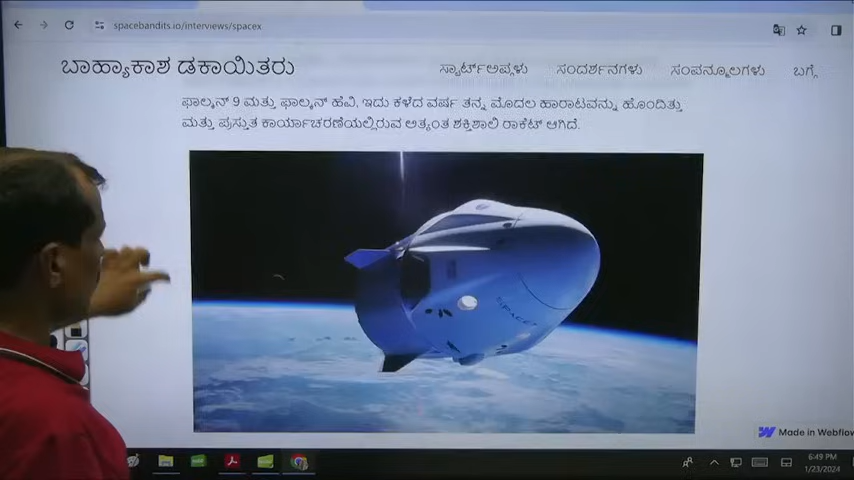 spacebandits.io/interviews/spacex
ಬಾಹ್ಯಾಕಾಶ ಡಕಾಯಿತರು
ಸ್ಟಾರ್ಟ್‌ಅಪ್ಗಳು ಸಂದರ್ಶನಗಳು ಸಂಪನ್ಮೂಲಗಳು ಬಗ್ಗೆ
ಫಾಲ್ಕನ್ 9 ಮತ್ತು ಫಾಲ್ಕನ್ ಹೆವಿ, ಇದು ಕಳೆದ ವರ್ಷ ತನ್ನ ಮೊದಲ ಹಾರಾಟವನ್ನು ಹೊಂದಿತ್ತು
ಮತ್ತು ಪ್ರಸ್ತುತ ಕಾರ್ಯಾಚರಣೆಯಲ್ಲಿರುವ ಅತ್ಯಂತ ಶಕ್ತಿಶಾಲಿ ರಾಕೆಟ್ ಆಗಿದೆ.
SPACEX
Made in Webflow
6:49 PM
1/23/2024